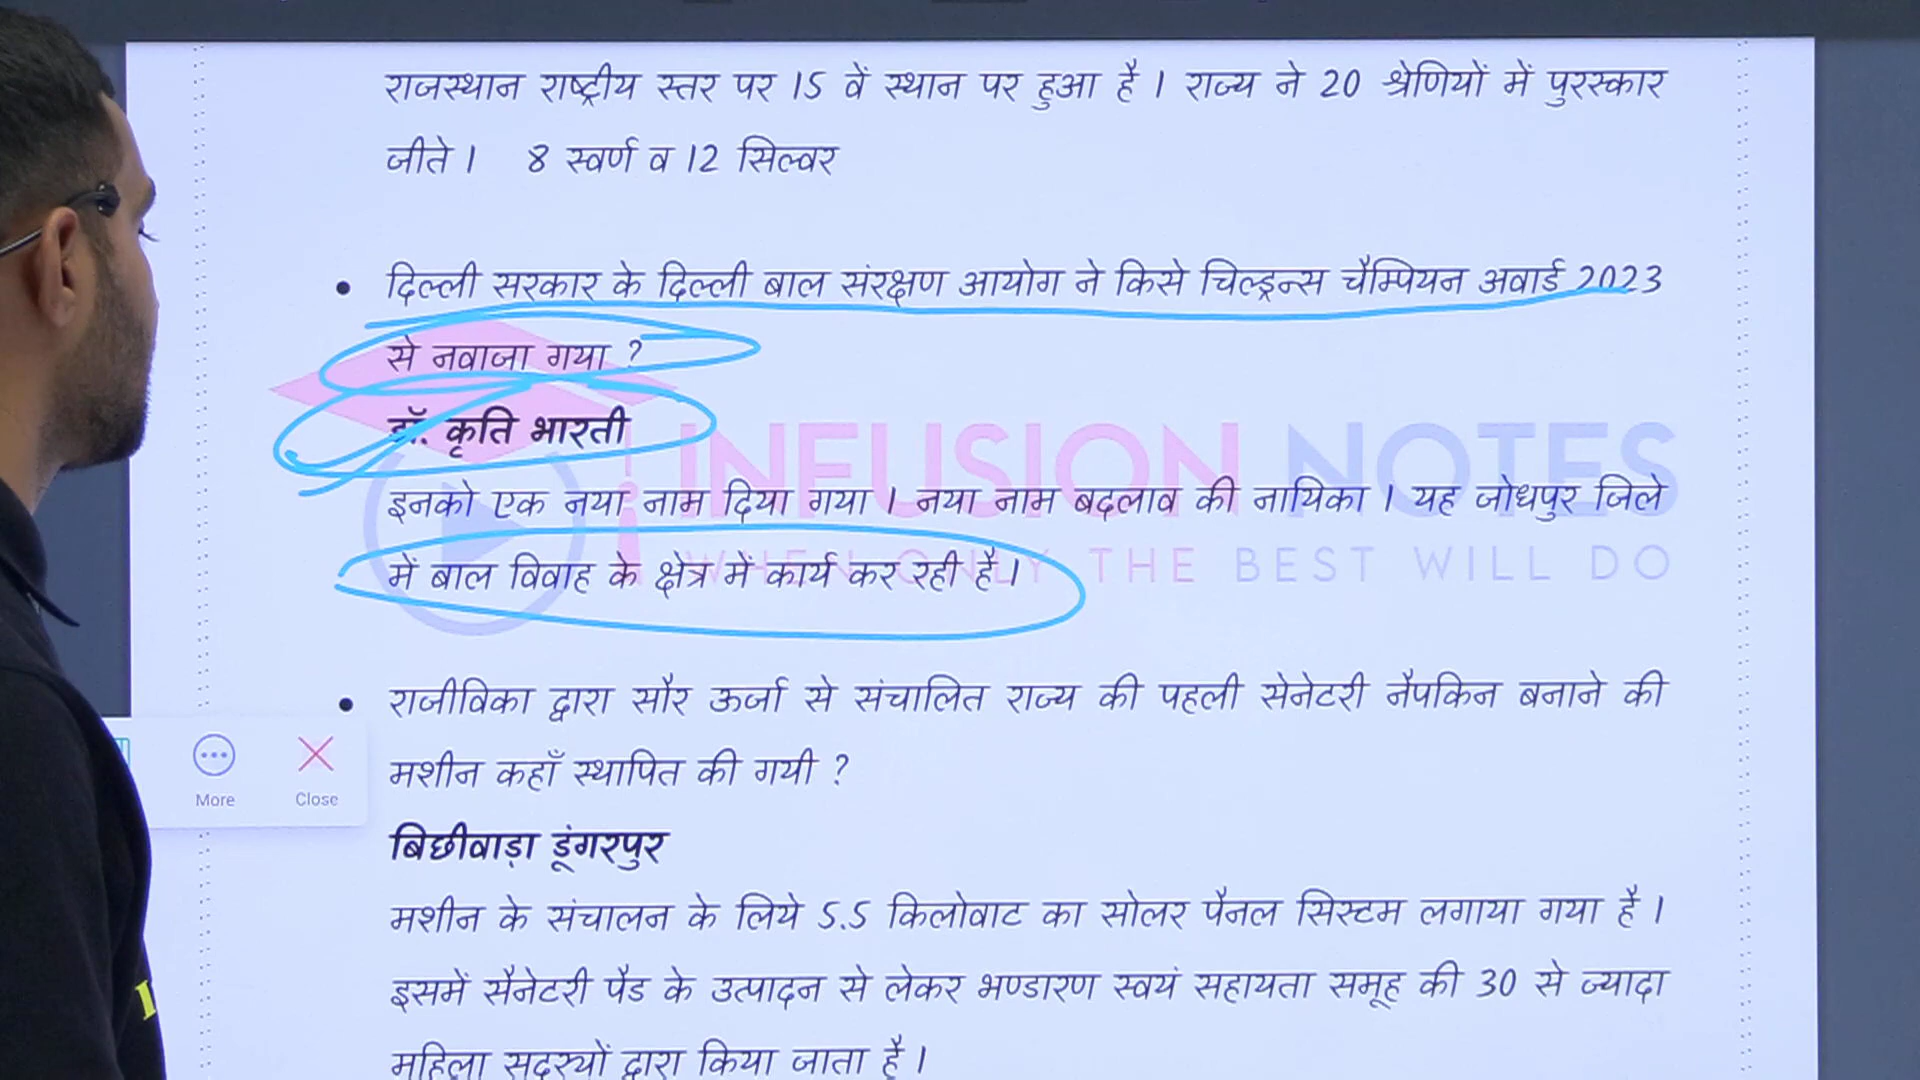 राजस्थान राष्ट्रीय स्तर पर 15 वें स्थान पर हुआ है । राज्य ने 20 श्रेणियों में पुरस्कार
जीते । 8 स्वर्ण व 12 सिल्वर
• दिल्ली सरकार के दिल्ली बाल संरक्षण आयोग ने किसे चिल्ड्रन्स चैम्पियन अवार्ड 2023
से नवाजा गया ?
डॉ. कृति भारती
INFUSION NOTES
इनको एक नया नाम दिया गया । नया नाम बदलाव की नायिका । यह जोधपुर जिले
में बाल विवाह के क्षेत्र में कार्य कर रही है ।
WHEN ONLY THE BEST WILL DO
• राजीविका द्वारा सौर ऊर्जा से संचालित राज्य की पहली सेनेटरी नैपकिन बनाने की
मशीन कहाँ स्थापित की गयी ?
More Close
बिछीवाड़ा डूंगरपुर
मशीन के संचालन के लिये 5.5 किलोवाट का सोलर पैनल सिस्टम लगाया गया है ।
इसमें सैनेटरी पैड के उत्पादन से लेकर भण्डारण स्वयं सहायता समूह की 30 से ज्यादा
महिला सदस्यों द्वारा किया जाता है ।